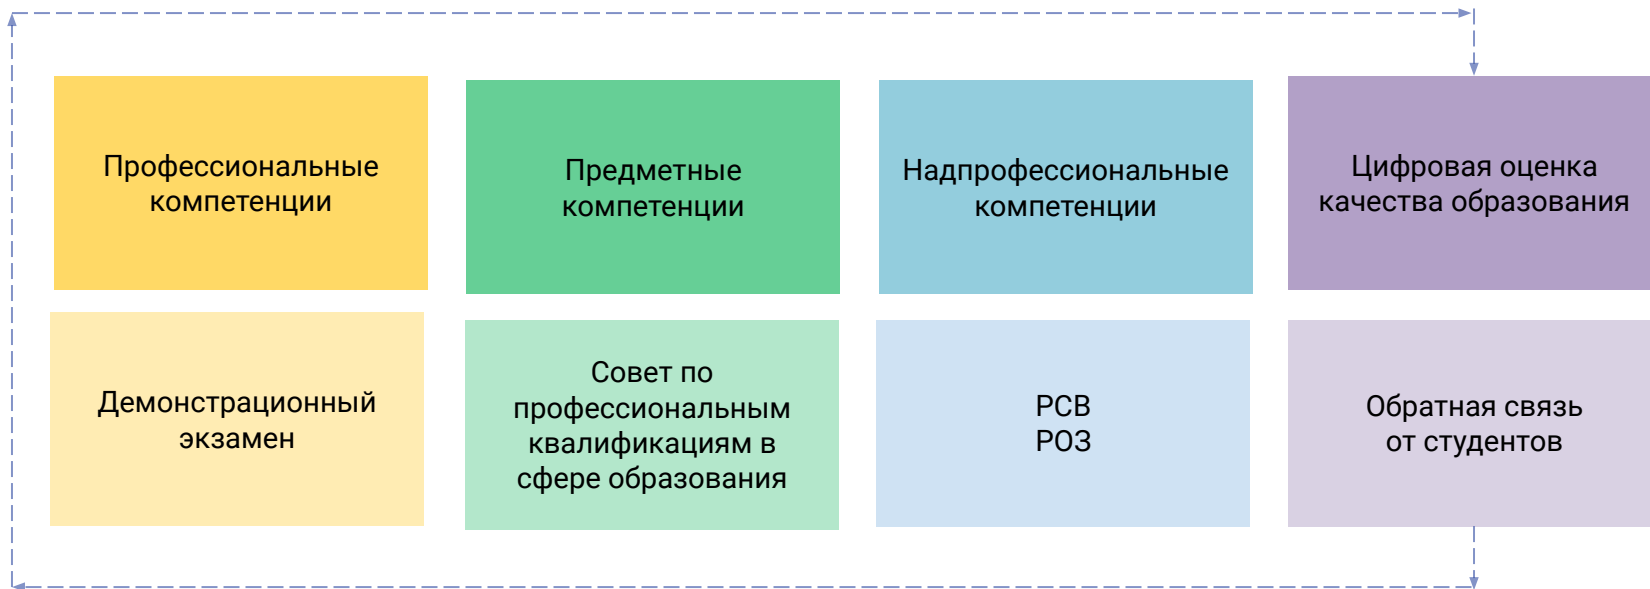 Профессиональные
компетенции
Предметные
компетенции
Надпрофессиональные
компетенции
Цифровая оценка
качества образования
Демонстрационный
экзамен
Совет по
профессиональным
квалификациям в
сфере образования
РСВ
РОЗ
Обратная связь
от студентов